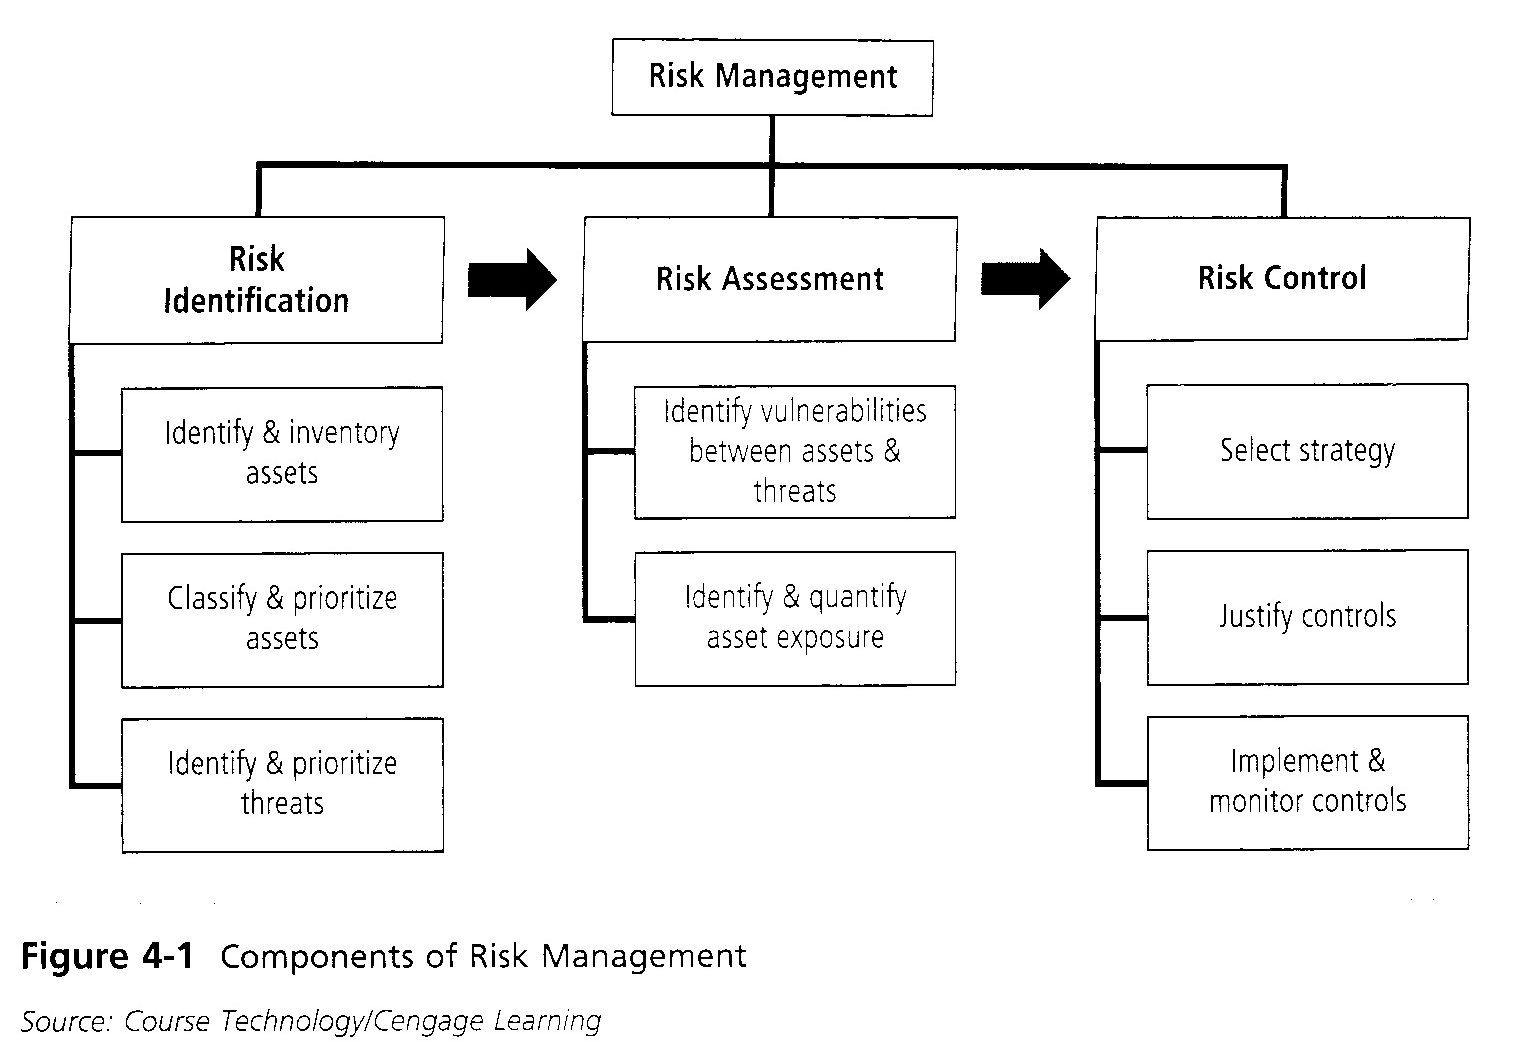 Risk Management
Risk
Identification
Identify & inventory
assets
Classify & prioritize
assets
Identify & prioritize
threats
Risk Assessment
Identify vulnerabilities
between assets &
threats
Identify & quantify
asset exposure
Risk Control
Select strategy
Justify controls
Implement &
monitor controls
Figure 4-1 Components of Risk Management
Source: Course Technology/Cengage Learning